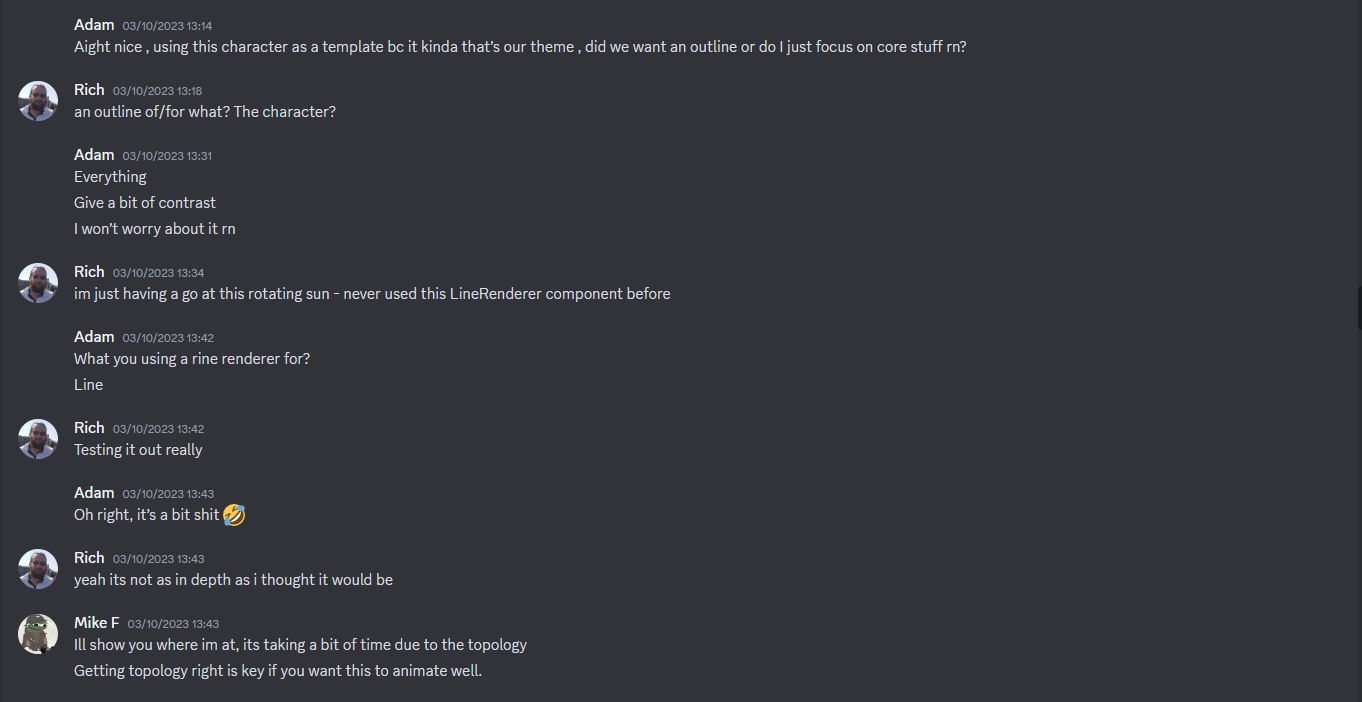 Adam 03/10/2023 13:14
Aight nice , using this character as a template bc it kinda that's our theme , did we want an outline or do I just focus on core stuff rn?
Rich 03/10/2023 13:18
an outline of/for what? The character?
Adam 03/10/2023 13:31
Everything
Give a bit of contrast
I won't worry about it rn
Rich 03/10/2023 13:34
im just having a go at this rotating sun - never used this LineRenderer component before
Adam 03/10/2023 13:42
What you using a rine renderer for?
Line
Rich 03/10/2023 13:42
Testing it out really
Adam 03/10/2023 13:43
Oh right, it's a bit shit 🤣
Rich 03/10/2023 13:43
yeah its not as in depth as i thought it would be
Mike F 03/10/2023 13:43
Ill show you where im at, its taking a bit of time due to the topology
Getting topology right is key if you want this to animate well.